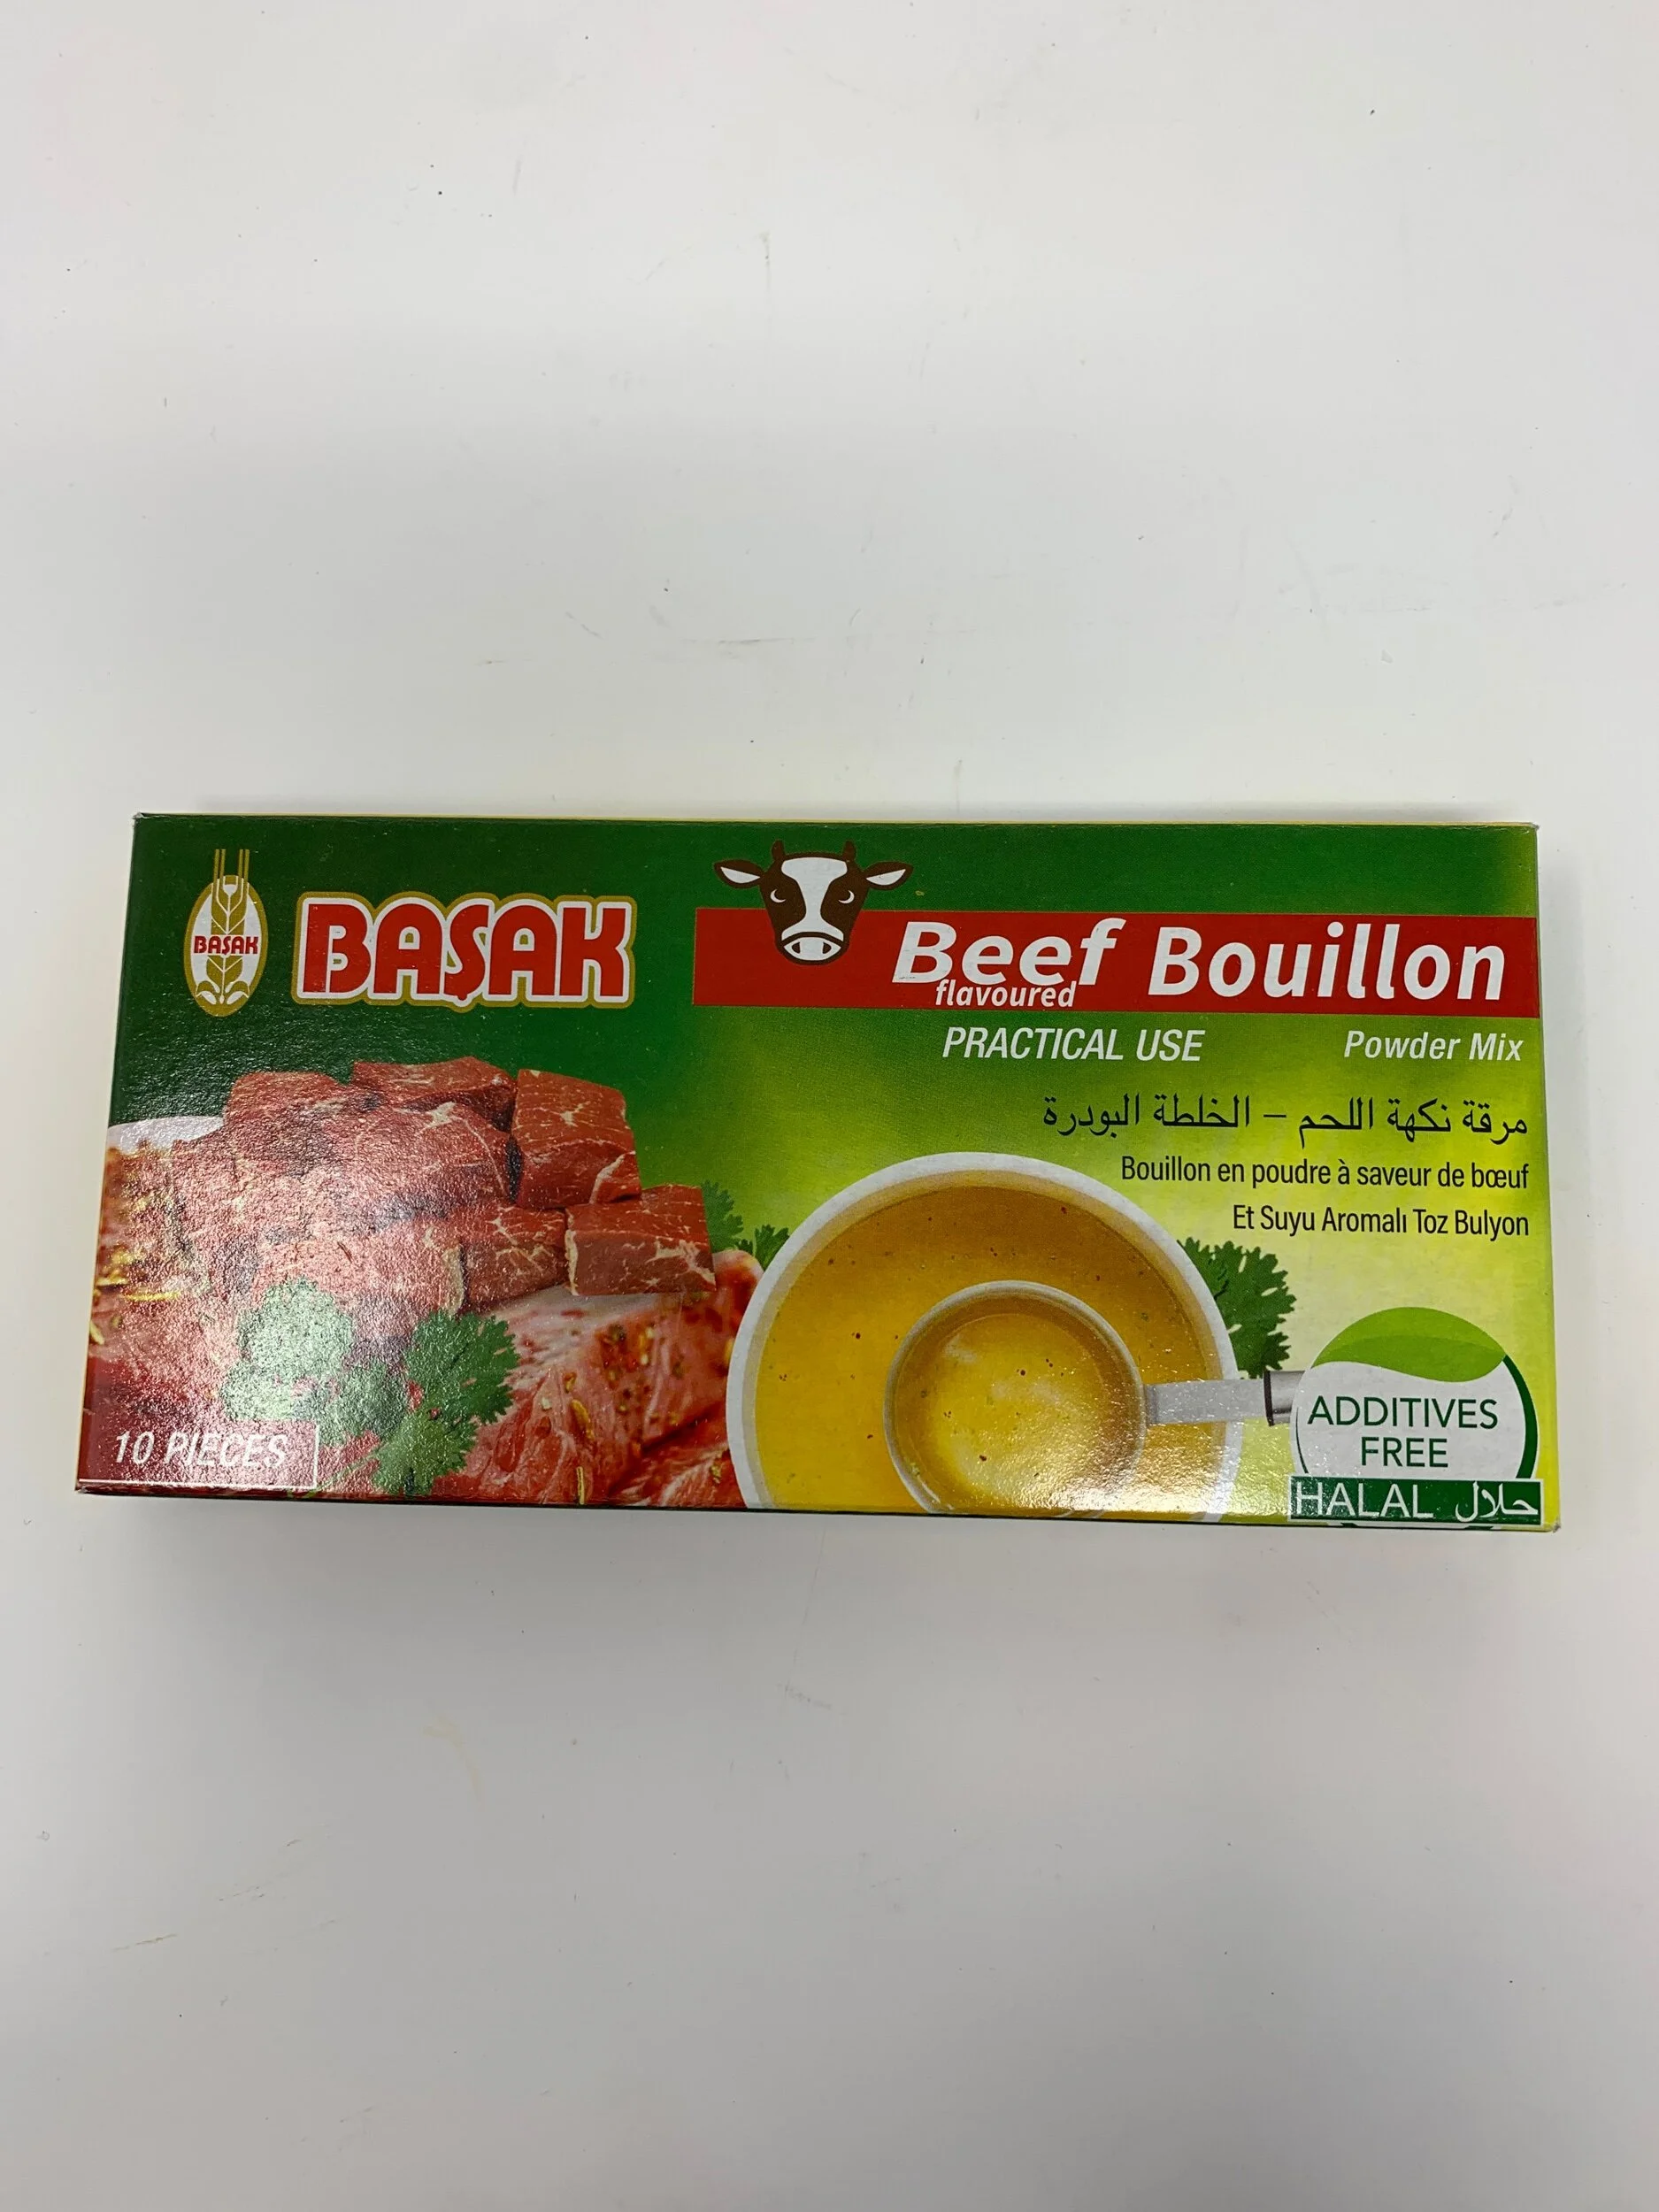 BAŞAK
BAŞAK
Beef Bouillon
flavoured
PRACTICAL USE
Powder Mix
مرقة نكهة اللحم – الخلطة البودرة
Bouillon en poudre à saveur de bœuf
Et Suyu Aromalı Toz Bulyon
10 PIECES
ADDITIVES
FREE
HALAL حلال